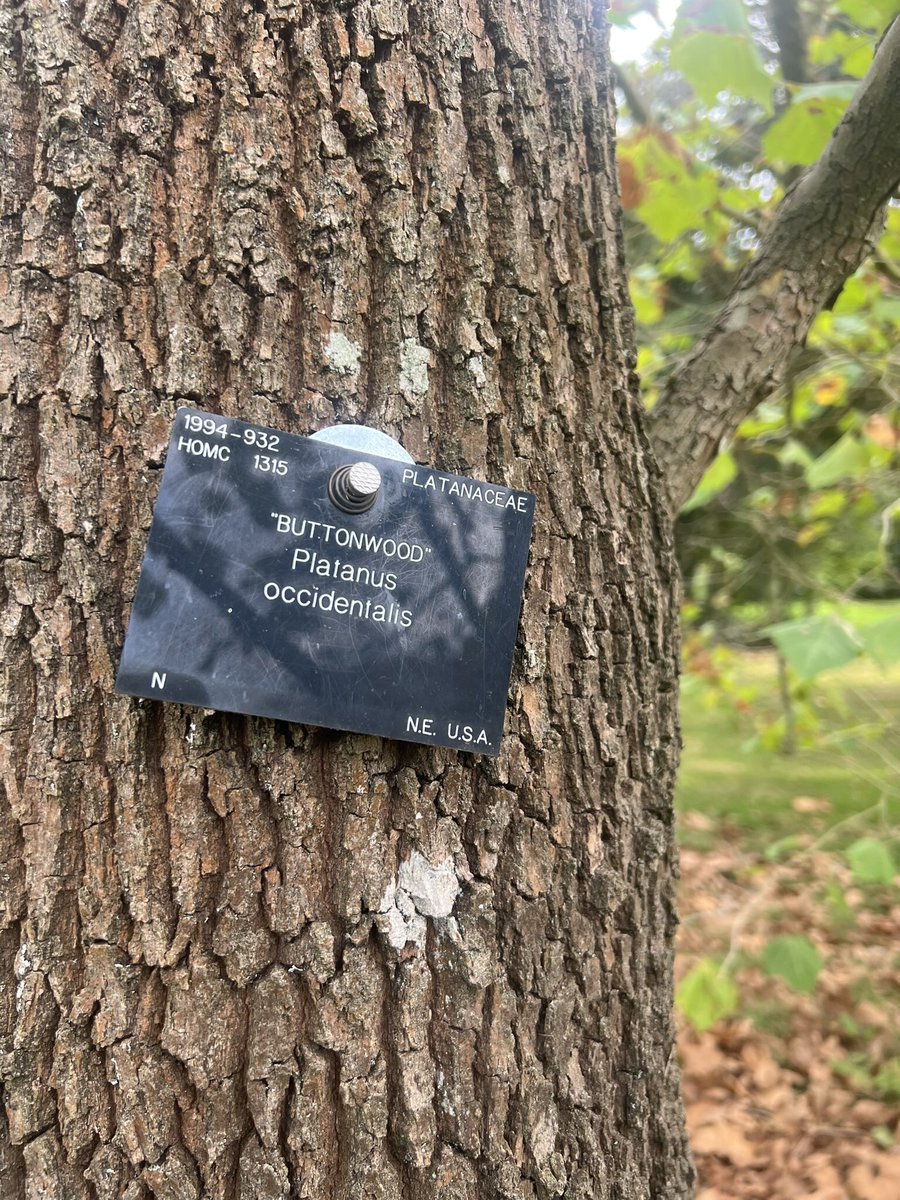 1994-932
HOMC 1315
PLATANACEAE
"BUTTONWOOD"
Platanus
occidentalis
N
N.E. U.S.A.